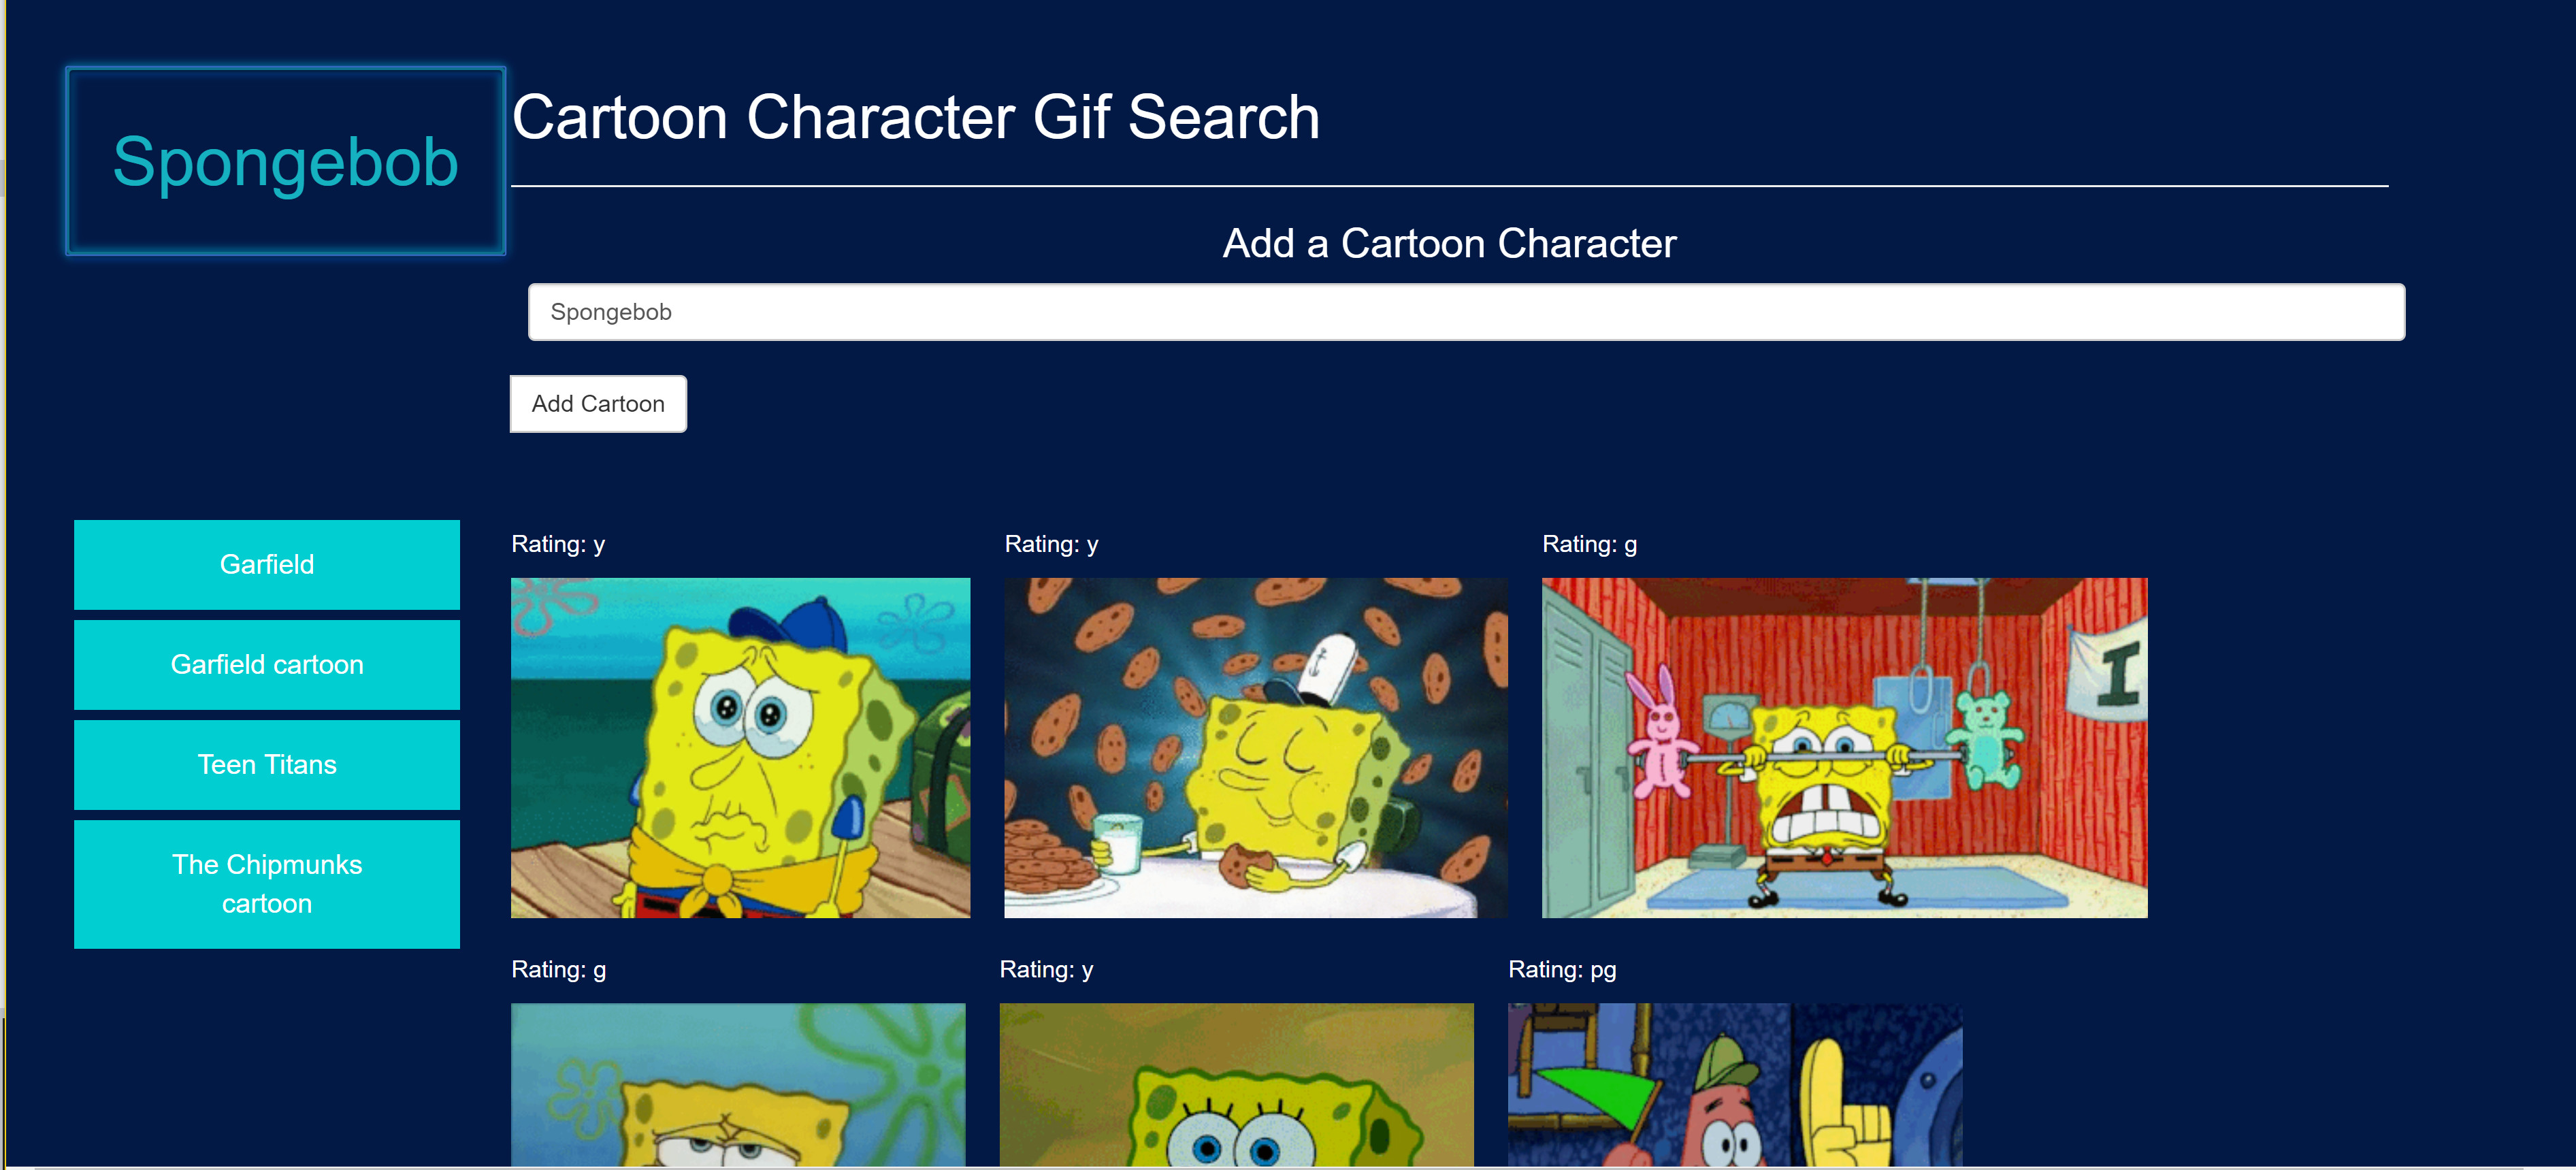 Spongebob
Cartoon Character Gif Search
Add a Cartoon Character
Spongebob
Add Cartoon
Garfield
Garfield cartoon
Teen Titans
The Chipmunks
cartoon
Rating: y
Rating: y
Rating: g
I
Rating: g
Rating: y
Rating: pg